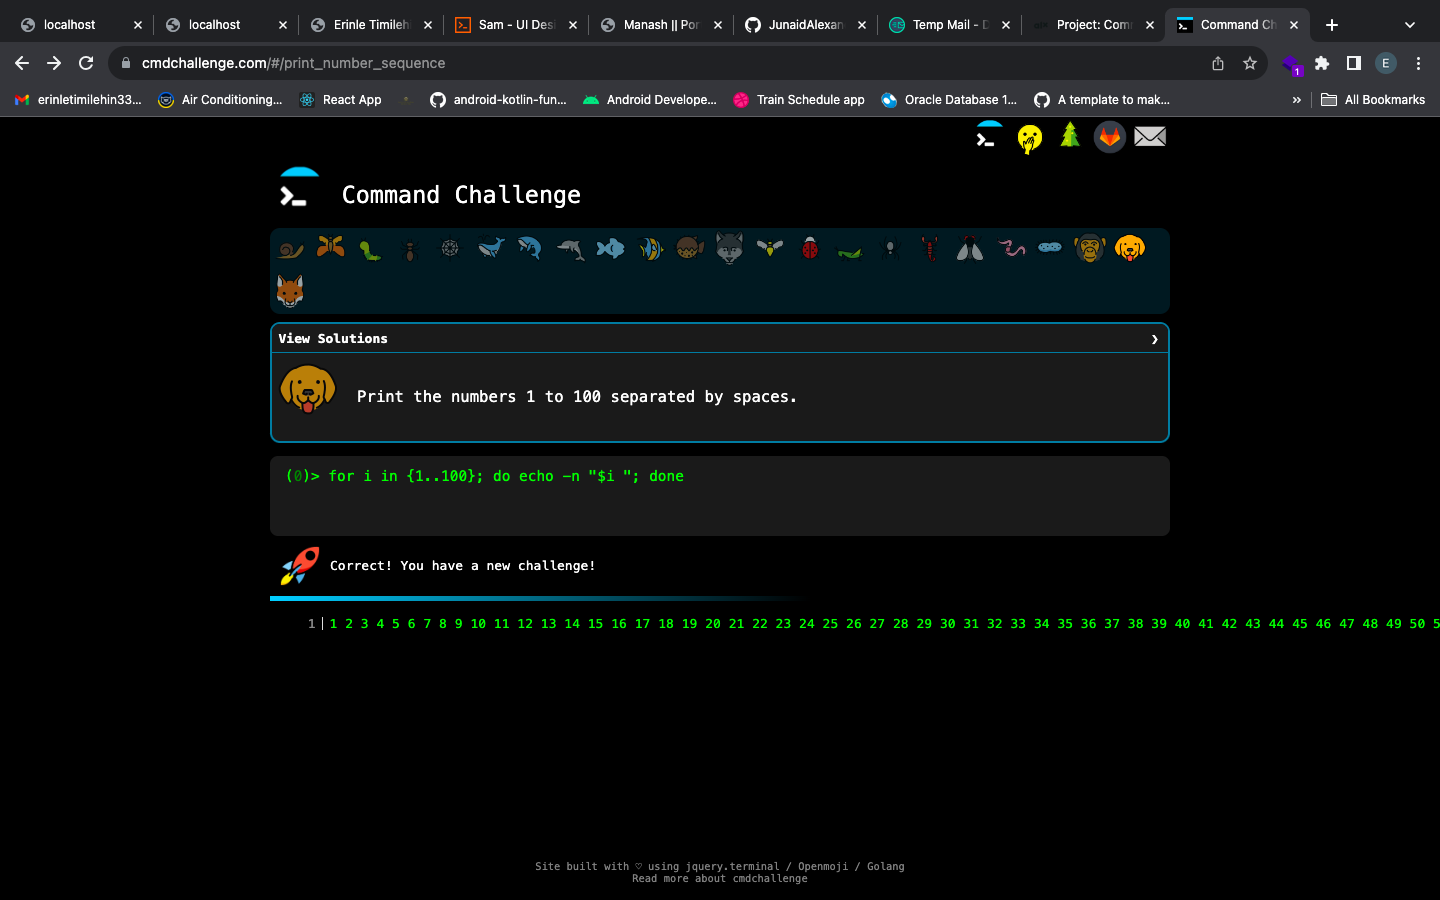 localhost
localhost
Erinle Timileh
Sam - UI Desi
Manash || Por
JunaidAlexan
Temp Mail - D
Project: Com
Command Ch
cmdchallenge.com/#/print_number_sequence
1
E
erinletimilehin33...
Air Conditioning...
React App
android-kotlin-fun...
Android Develope...
Train Schedule app
Oracle Database 1...
A template to mak...
»
All Bookmarks
Command Challenge
View Solutions
Print the numbers 1 to 100 separated by spaces.
(0)> for i in {1..100}; do echo -n "$i "; done
Correct! You have a new challenge!
1 | 1 2 3 4 5 6 7 8 9 10 11 12 13 14 15 16 17 18 19 20 21 22 23 24 25 26 27 28 29 30 31 32 33 34 35 36 37 38 39 40 41 42 43 44 45 46 47 48 49 50 5
Site built with ♡ using jquery.terminal / Openmoji / Golang
Read more about cmdchallenge